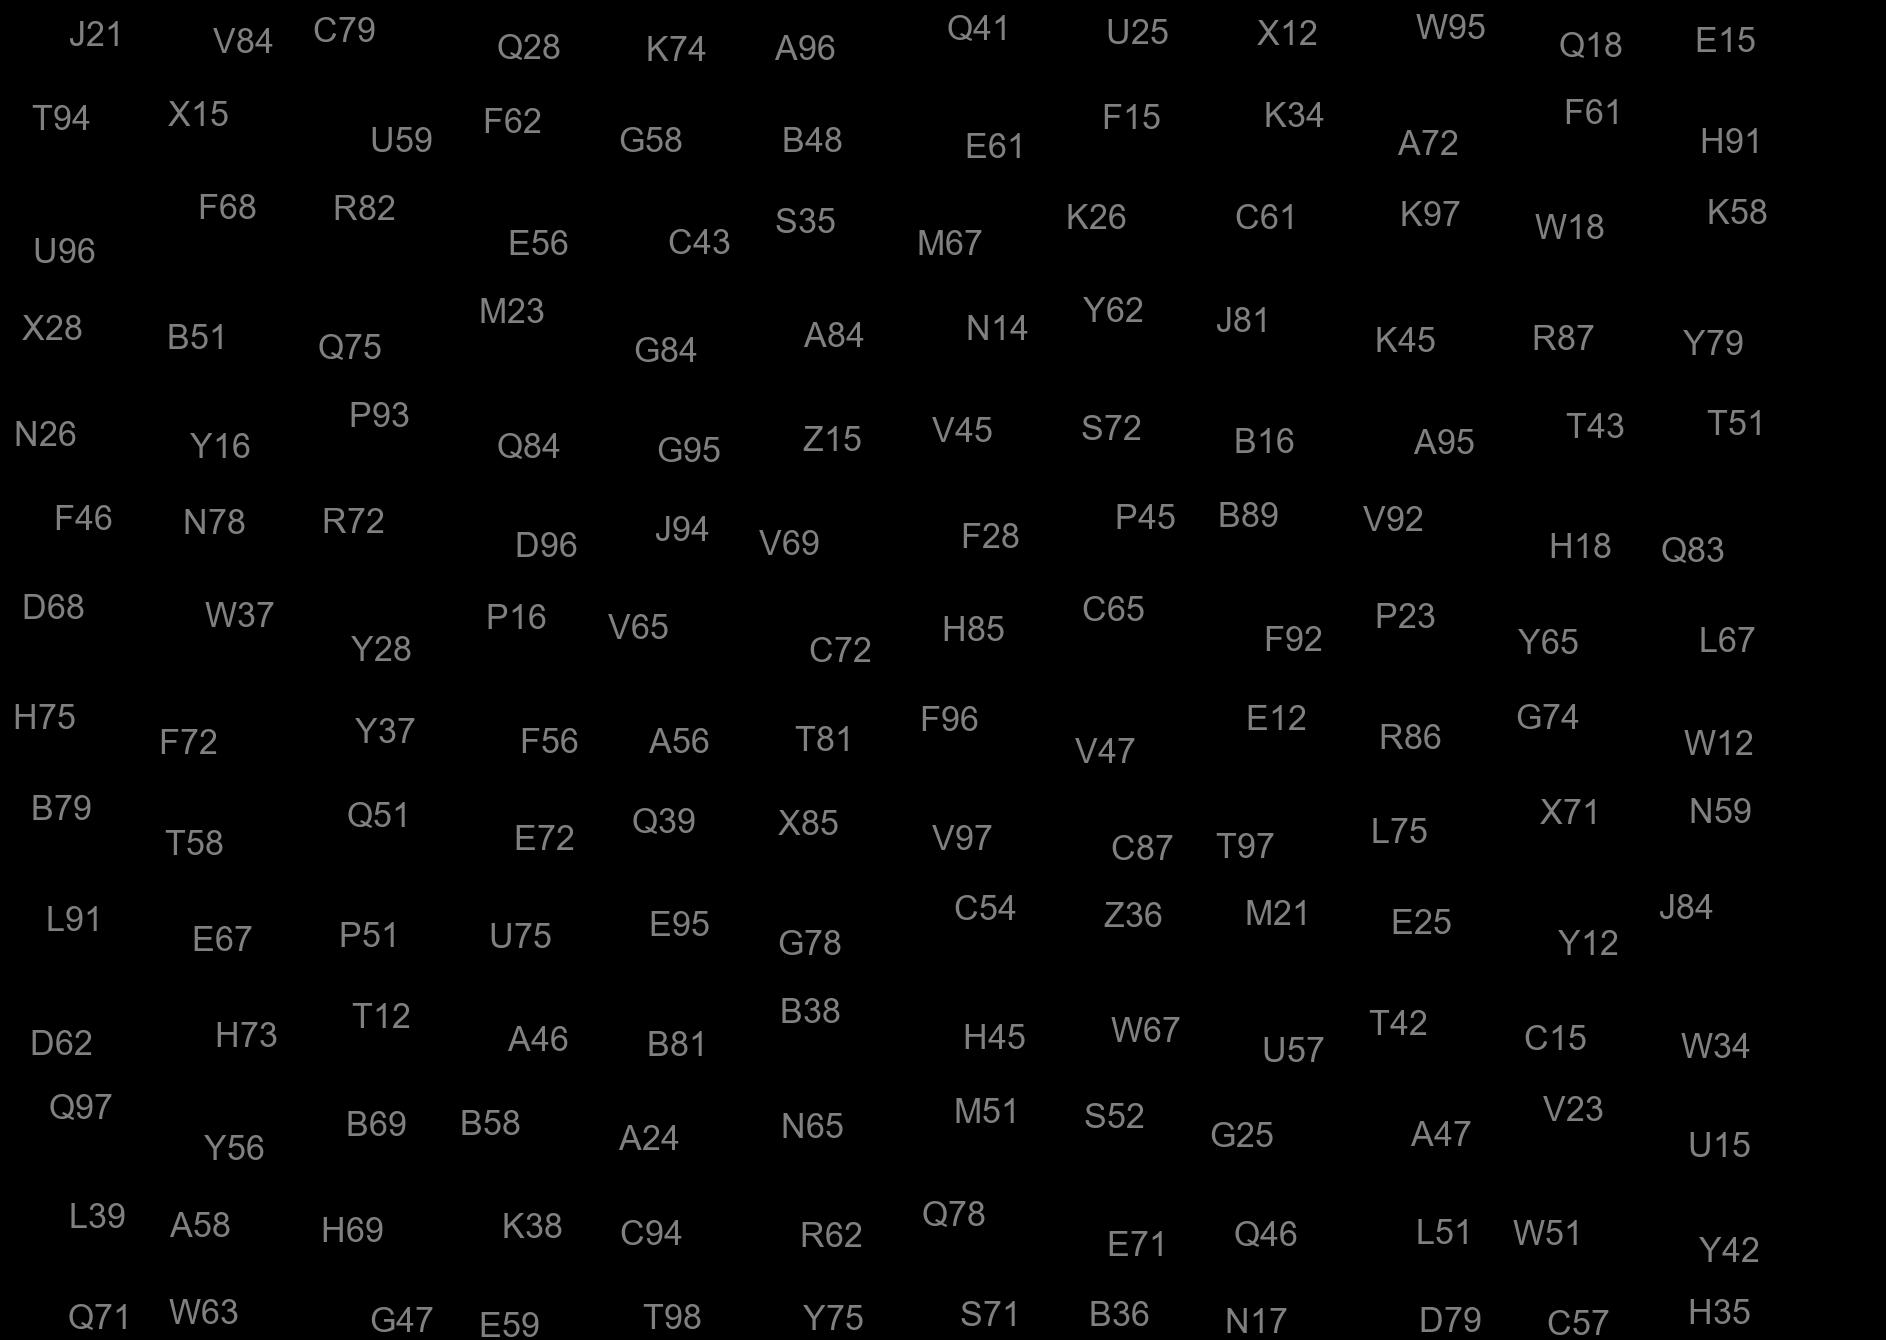 J21 V84 C79 Q28 K74 A96 Q41 U25 X12 W95 Q18 E15
T94 X15 U59 F62 G58 B48 E61 F15 K34 A72 F61 H91
U96 F68 R82 E56 C43 S35 M67 K26 C61 K97 W18 K58
X28 B51 Q75 M23 G84 A84 N14 Y62 J81 K45 R87 Y79
N26 Y16 P93 Q84 G95 Z15 V45 S72 B16 A95 T43 T51
F46 N78 R72 D96 J94 V69 F28 P45 B89 V92 H18 Q83
D68 W37 Y28 P16 V65 C72 H85 C65 F92 P23 Y65 L67
H75 F72 Y37 F56 A56 T81 F96 V47 E12 R86 G74 W12
B79 T58 Q51 E72 Q39 X85 V97 C87 T97 L75 X71 N59
L91 E67 P51 U75 E95 G78 C54 Z36 M21 E25 Y12 J84
D62 H73 T12 A46 B81 B38 H45 W67 U57 T42 C15 W34
Q97 Y56 B69 B58 A24 N65 M51 S52 G25 A47 V23 U15
L39 A58 H69 K38 C94 R62 Q78 E71 Q46 L51 W51 Y42
Q71 W63 G47 E59 T98 Y75 S71 B36 N17 D79 C57 H35